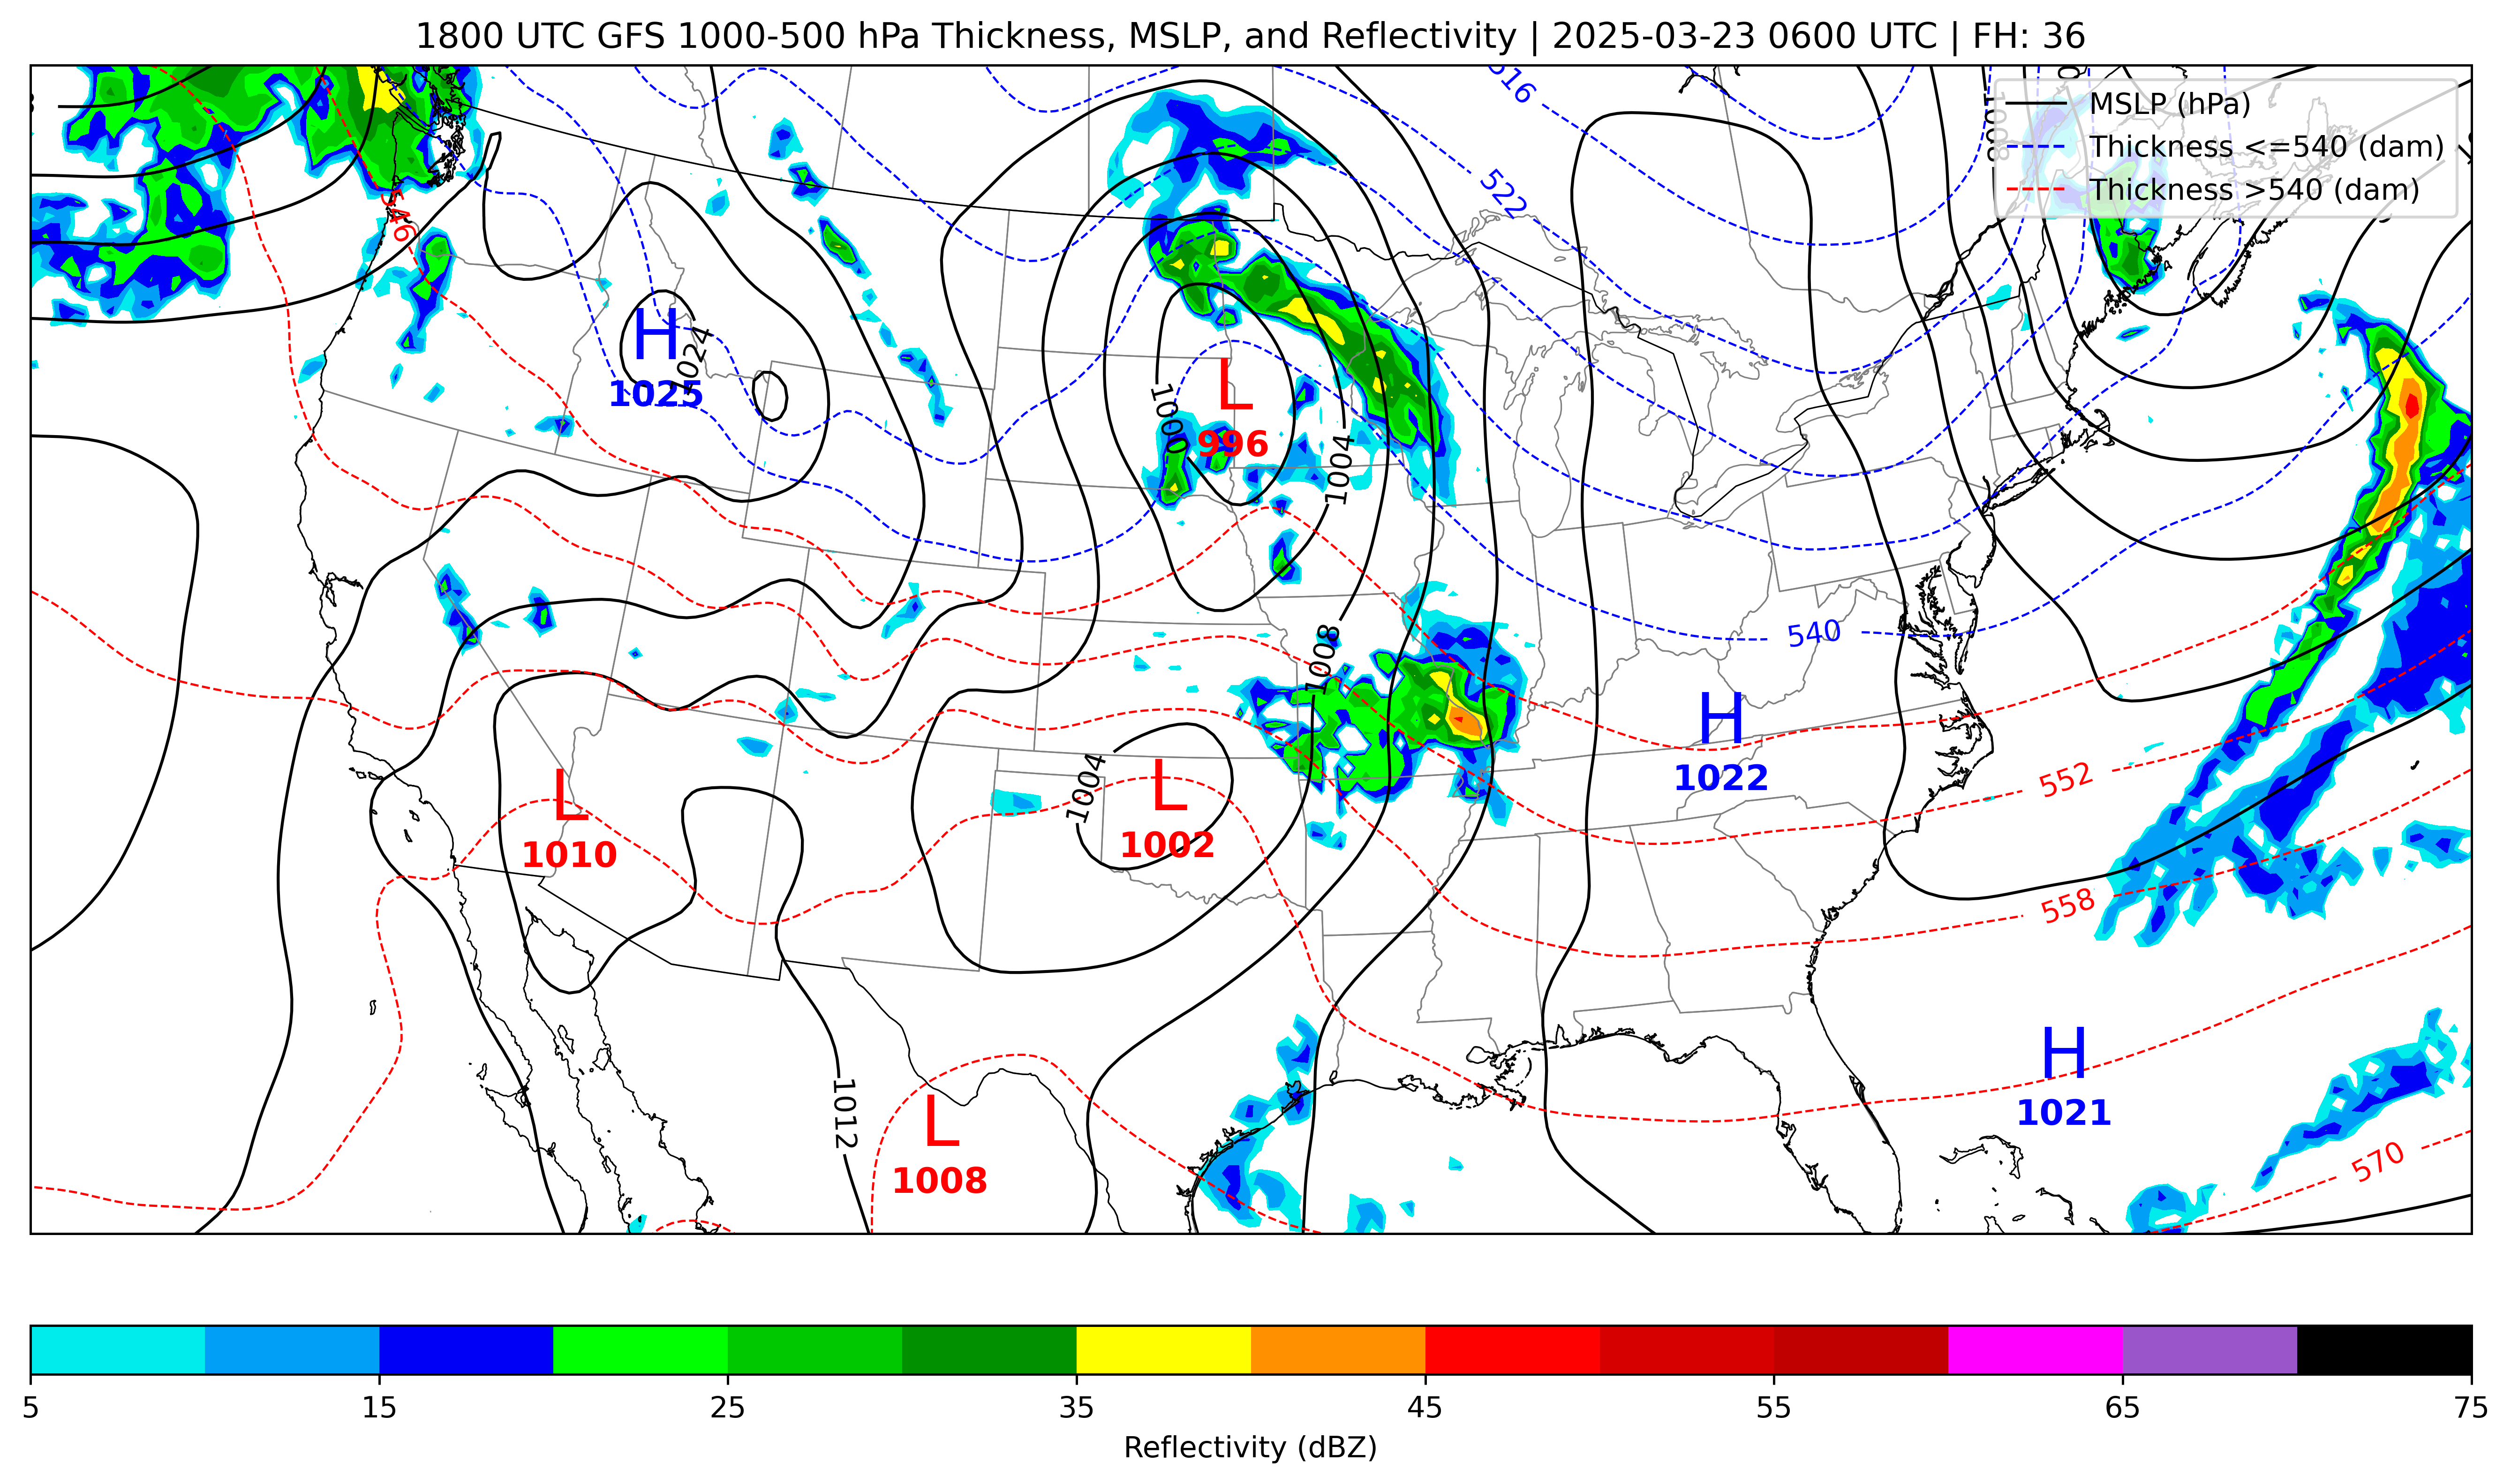 1800 UTC GFS 1000-500 hPa Thickness, MSLP, and Reflectivity | 2025-03-23 0600 UTC | FH: 36
MSLP (hPa)
Thickness <=540 (dam)
Thickness >540 (dam)
516
1008
522
546
H
1025
1024
L
996
1000
1004
540
1008
H
1022
L
1010
1004
L
1002
552
558
H
1021
1012
L
1008
570
5 15 25 35 45 55 65 75
Reflectivity (dBZ)